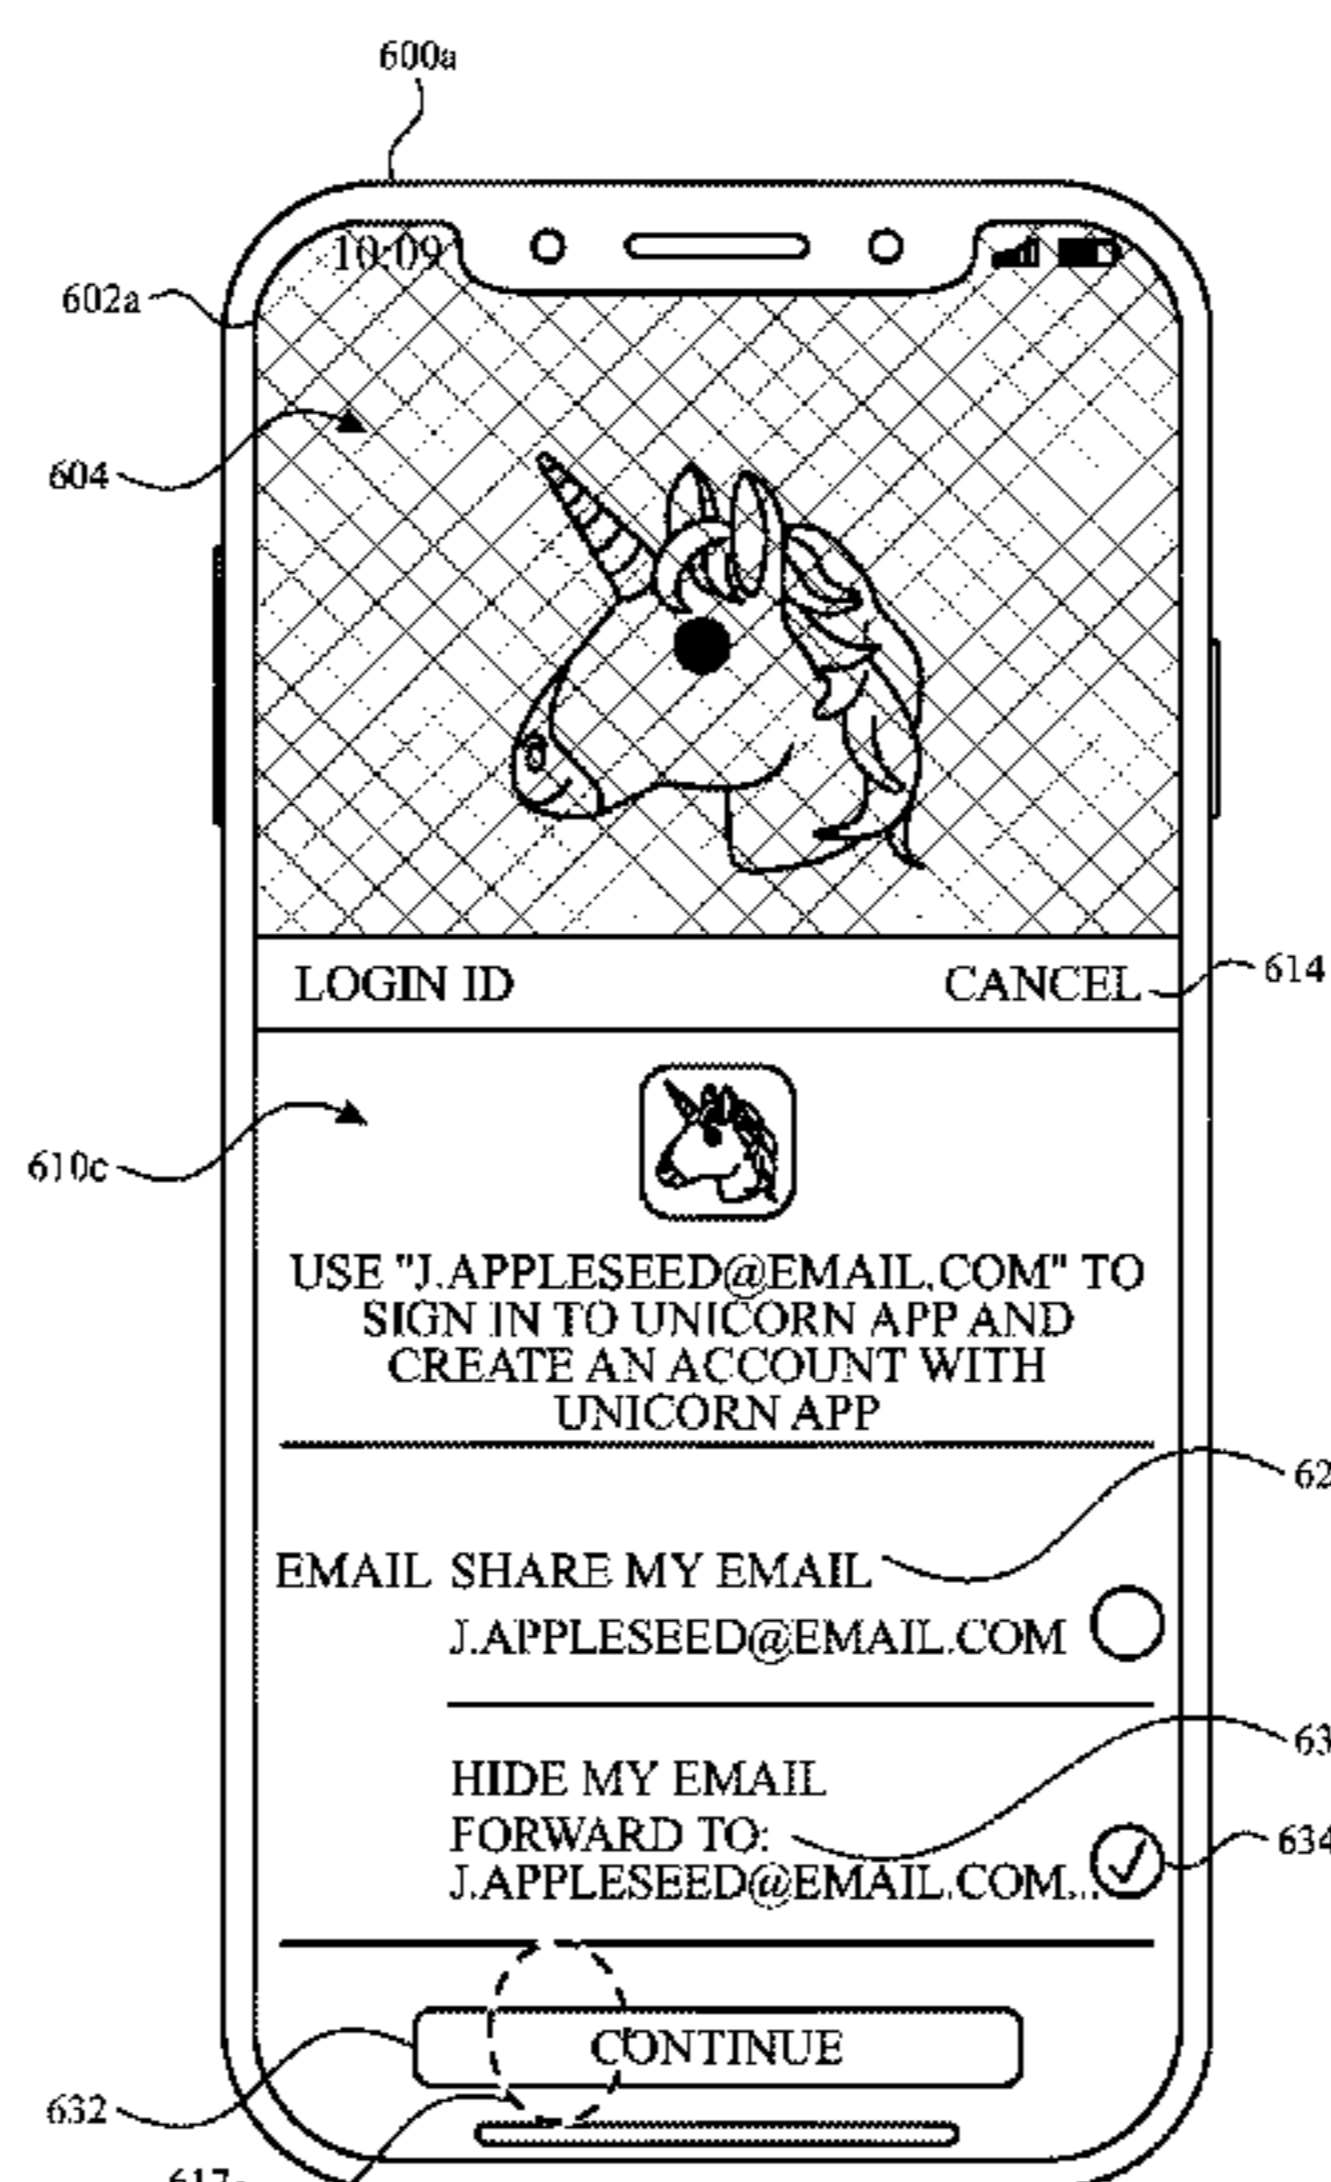 600a
10:09
602a
604
LOGIN ID
CANCEL
614
610c
USE "J.APPLESEED@EMAIL.COM" TO
SIGN IN TO UNICORN APP AND
CREATE AN ACCOUNT WITH
UNICORN APP
62
EMAIL SHARE MY EMAIL
J.APPLESEED@EMAIL.COM
63
HIDE MY EMAIL
FORWARD TO:
634
J.APPLESEED@EMAIL.COM...
CONTINUE
632